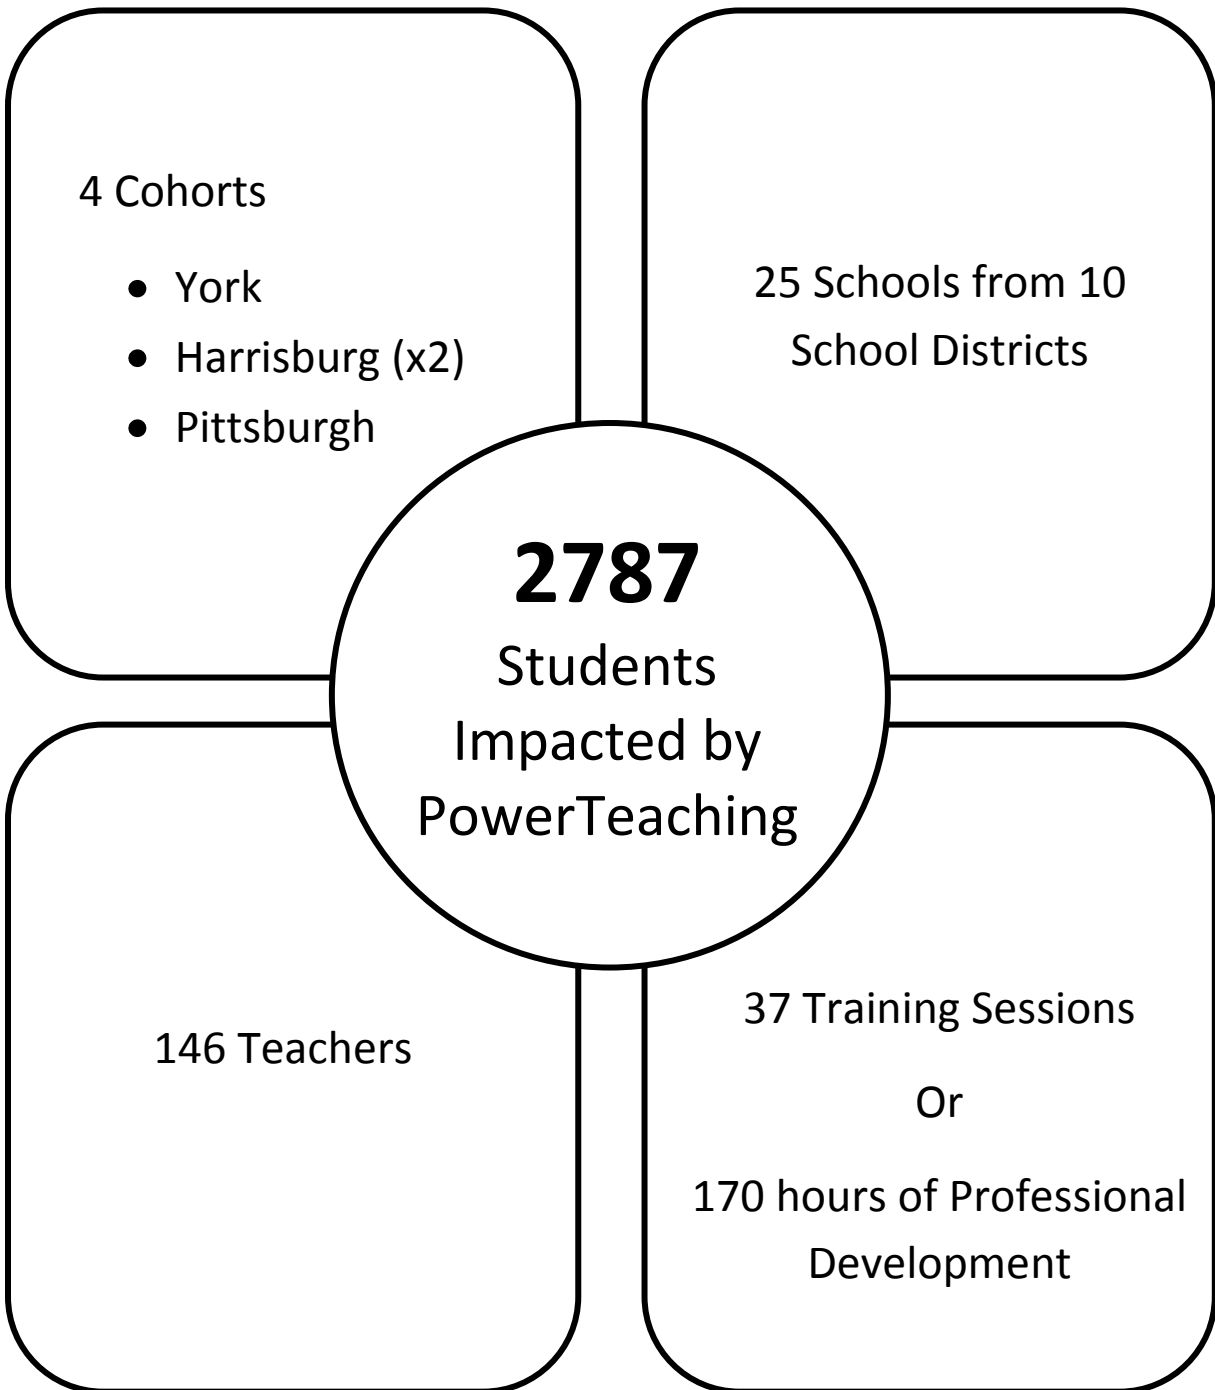 4 Cohorts
• York
• Harrisburg (x2)
• Pittsburgh
25 Schools from 10
School Districts
2787
Students
Impacted by
PowerTeaching
146 Teachers
37 Training Sessions
Or
170 hours of Professional
Development